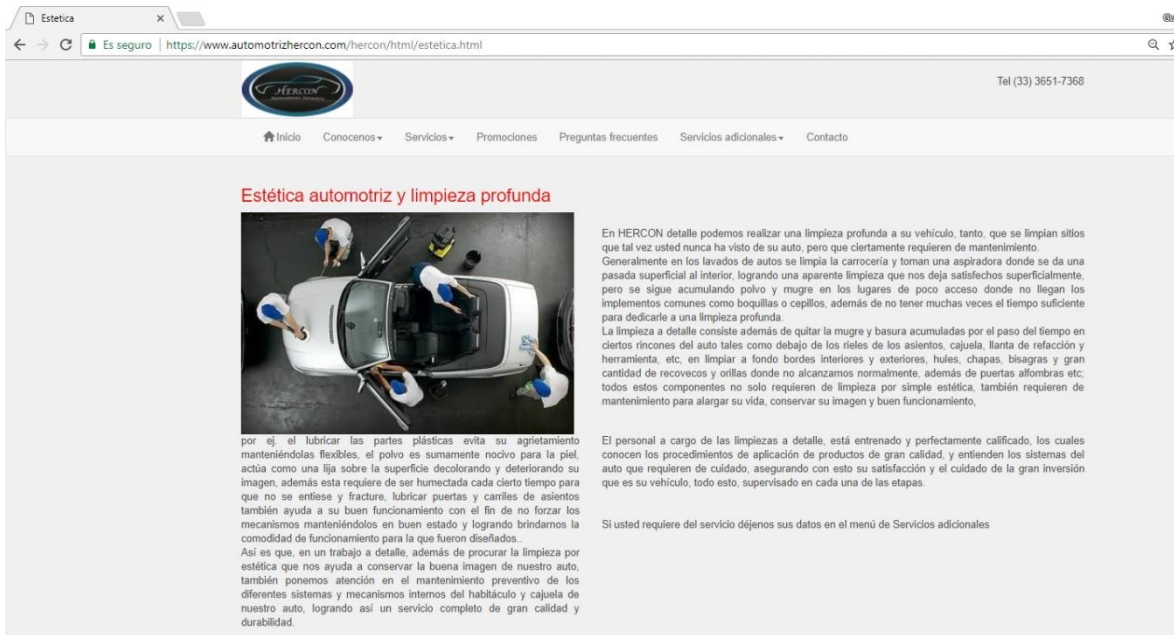 Estetica
Es seguro | https://www.automotrizhercon.com/hercon/html/estetica.html
HERCON
Tel (33) 3651-7368
Inicio Conocenos Servicios Promociones Preguntas frecuentes Servicios adicionales Contacto
Estética automotriz y limpieza profunda
En HERCON detalle podemos realizar una limpieza profunda a su vehículo, tanto, que se limpian sitios
que tal vez usted nunca ha visto de su auto, pero que ciertamente requieren de mantenimiento.
Generalmente en los lavados de autos se limpia la carrocería y toman una aspiradora donde se da una
pasada superficial al interior, logrando una aparente limpieza que nos deja satisfechos superficialmente,
pero se sigue acumulando polvo y mugre en los lugares de poco acceso donde no llegan los
implementos comunes como boquillas o cepillos, además de no tener muchas veces el tiempo suficiente
para dedicarle a una limpieza profunda.
La limpieza a detalle consiste además de quitar la mugre y basura acumuladas por el paso del tiempo en
ciertos rincones del auto tales como debajo de los rieles de los asientos, cajuela, llanta de refacción y
herramienta, etc, en limpiar a fondo bordes interiores y exteriores, hules, chapas, bisagras y gran
cantidad de recovecos y orillas donde no alcanzamos normalmente, además de puertas alfombras etc;
todos estos componentes no solo requieren de limpieza por simple estética, también requieren de
mantenimiento para alargar su vida, conservar su imagen y buen funcionamiento,
por ej. el lubricar las partes plásticas evita su agrietamiento
manteniéndolas flexibles, el polvo es sumamente nocivo para la piel,
actúa como una lija sobre la superficie decolorando y deteriorando su
imagen, además esta requiere de ser humectada cada cierto tiempo para
que no se entiese y fracture, lubricar puertas y carriles de asientos
también ayuda a su buen funcionamiento con el fin de no forzar los
mecanismos manteniéndolos en buen estado y logrando brindarnos la
comodidad de funcionamiento para la que fueron diseñados..
Así es que, en un trabajo a detalle, además de procurar la limpieza por
estética que nos ayuda a conservar la buena imagen de nuestro auto,
también ponemos atención en el mantenimiento preventivo de los
diferentes sistemas y mecanismos internos del habitáculo y cajuela de
nuestro auto, logrando así un servicio completo de gran calidad y
durabilidad.
El personal a cargo de las limpiezas a detalle, está entrenado y perfectamente calificado, los cuales
conocen los procedimientos de aplicación de productos de gran calidad, y entienden los sistemas del
auto que requieren de cuidado, asegurando con esto su satisfacción y el cuidado de la gran inversión
que es su vehículo, todo esto, supervisado en cada una de las etapas.
Si usted requiere del servicio déjenos sus datos en el menú de Servicios adicionales